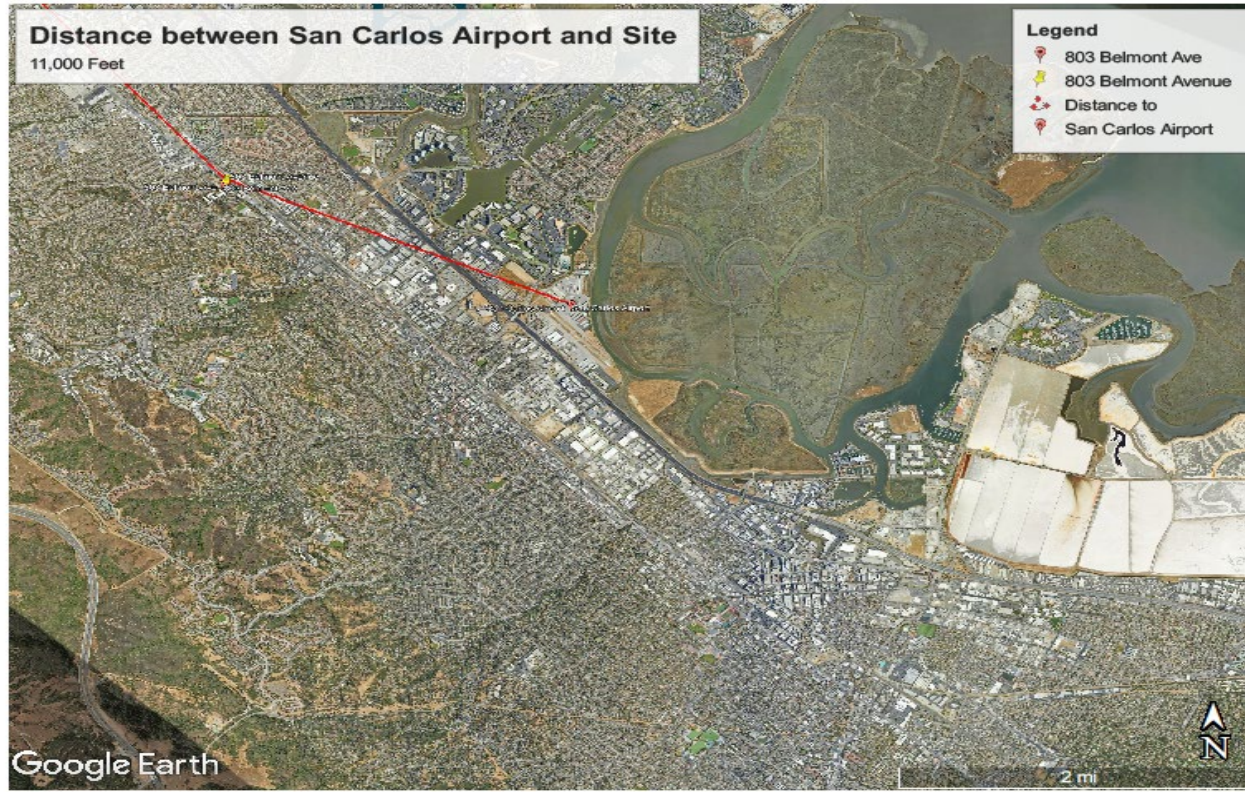 Distance between San Carlos Airport and Site
11,000 Feet
Legend
803 Belmont Ave
803 Belmont Avenue
Distance to
San Carlos Airport
Google Earth
N
2 mi